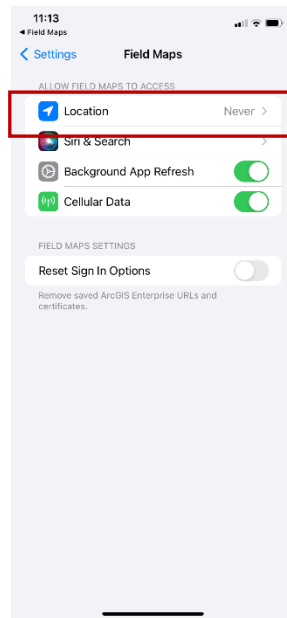 11:13
Field Maps
Settings
Field Maps
ALLOW FIELD MAPS TO ACCESS
Location Never
Siri & Search
Background App Refresh
Cellular Data
FIELD MAPS SETTINGS
Reset Sign In Options
Remove saved ArcGIS Enterprise URLs and
certificates.